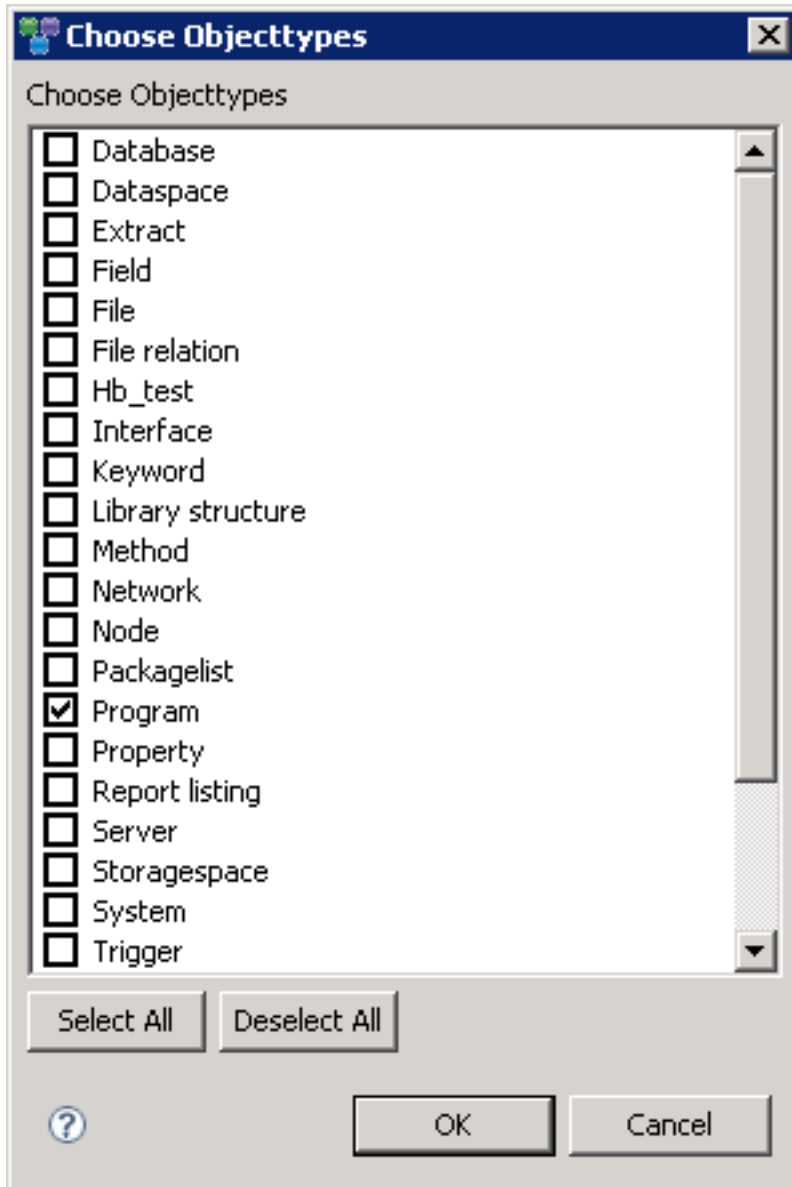 Choose Objecttypes
Choose Objecttypes
Database
Dataspace
Extract
Field
File
File relation
Hb_test
Interface
Keyword
Library structure
Method
Network
Node
Packagelist
Program
Property
Report listing
Server
Storagespace
System
Trigger
Select All Deselect All
? OK Cancel